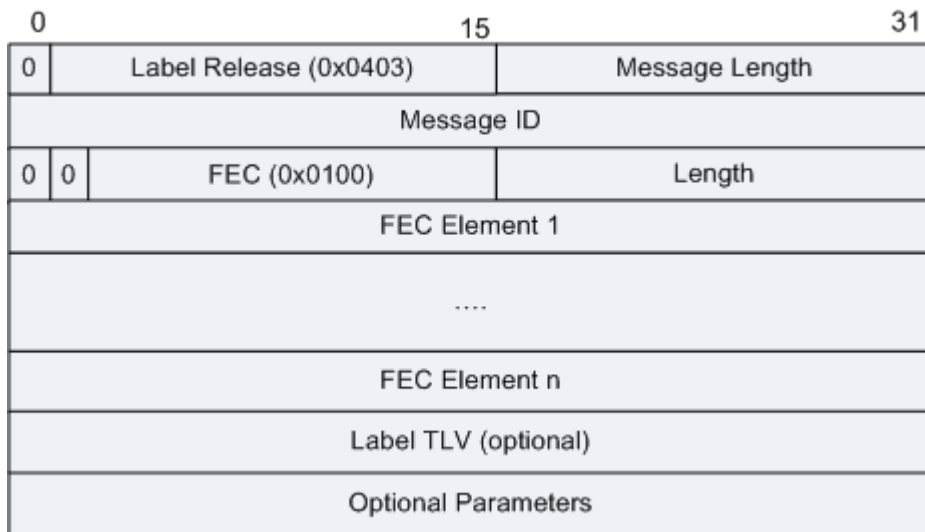 0 15 31
0 Label Release (0x0403) Message Length
Message ID
0 0 FEC (0x0100) Length
FEC Element 1
....
FEC Element n
Label TLV (optional)
Optional Parameters